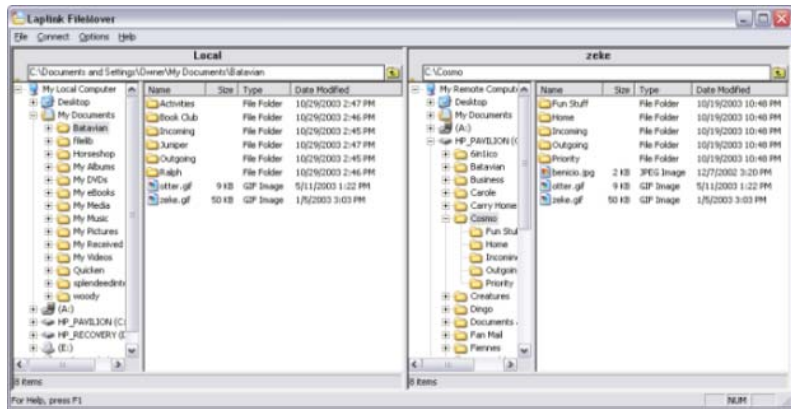 Laplink FileMover
File Connect Options Help
Local
C:\Documents and Settings\Owner\My Documents\Batavian
My Local Computer
Desktop
My Documents
Batavian
filelib
Horseshop
My Albums
My DVDs
My eBooks
My Media
My Music
My Pictures
My Received
My Videos
Quicken
splendeedinto
woody
(A:)
HP_PAVILION (C:
HP_RECOVERY (D
(E:)
Name Size Type Date Modified
Activities File Folder 10/29/2003 2:47 PM
Book Club File Folder 10/29/2003 2:46 PM
Incoming File Folder 10/29/2003 2:45 PM
Juniper File Folder 10/29/2003 2:47 PM
Outgoing File Folder 10/29/2003 2:45 PM
Ralph File Folder 10/29/2003 2:46 PM
otter.gif 9 KB GIF Image 5/11/2003 1:22 PM
zeke.gif 50 KB GIF Image 1/5/2003 3:03 PM
8 items
zeke
C:\Cosmo
My Remote Compute
Desktop
My Documents
(A:)
HP_PAVILION (C
6in1ico
Batavian
Business
Carole
Carry Home
Cosmo
Fun Stuf
Home
Incoming
Outgoin
Priority
Creatures
Dingo
Documents
Fan Mail
Fiennes
Name Size Type Date Modified
Fun Stuff File Folder 10/19/2003 10:48 PM
Home File Folder 10/19/2003 10:48 PM
Incoming File Folder 10/19/2003 10:48 PM
Outgoing File Folder 10/19/2003 10:48 PM
Priority File Folder 10/19/2003 10:48 PM
benicio.jpg 2 KB JPEG Image 12/7/2002 3:20 PM
otter.gif 9 KB GIF Image 5/11/2003 1:22 PM
zeke.gif 50 KB GIF Image 1/5/2003 3:03 PM
8 items
For Help, press F1
NUM